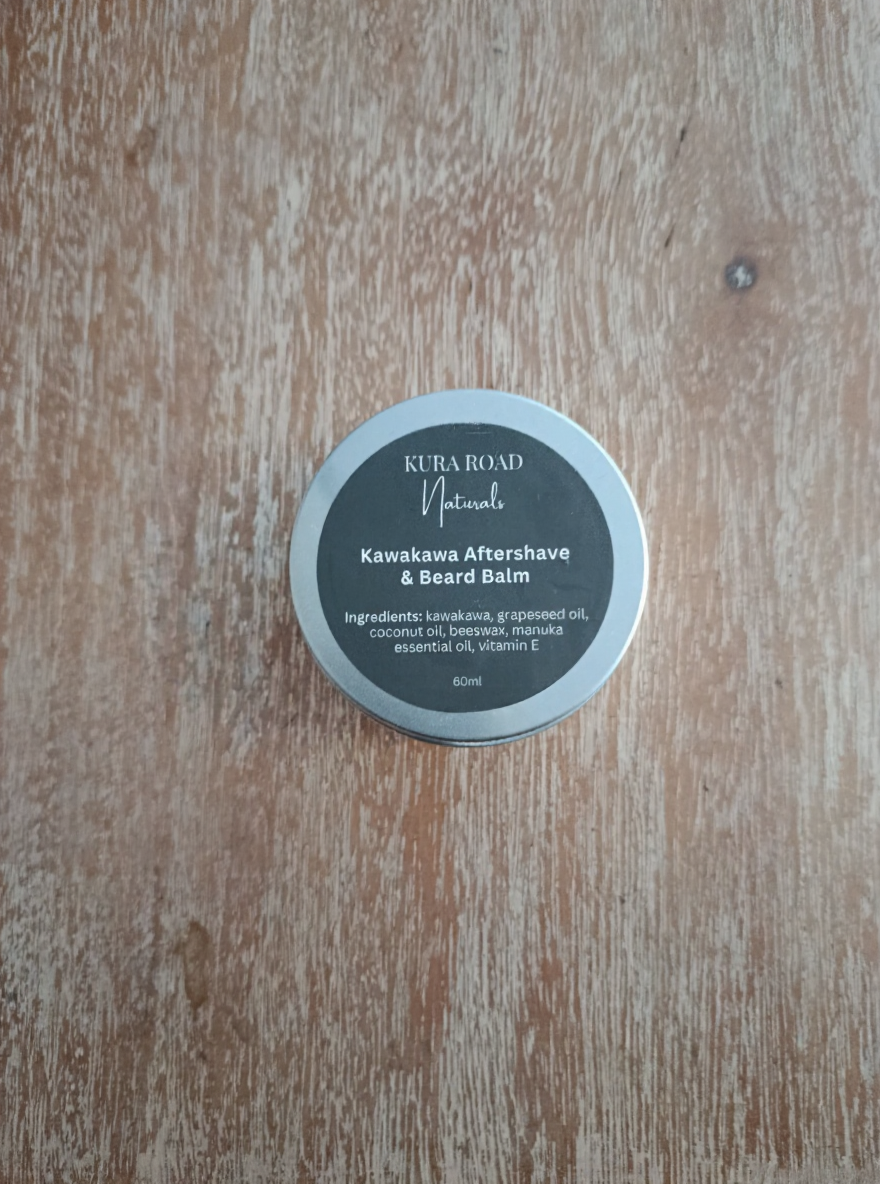 KURA ROAD
Naturals
Kawakawa Aftershave
& Beard Balm
Ingredients: kawakawa, grapeseed oil,
coconut oil, beeswax, manuka
essential oil, vitamin E
60ml